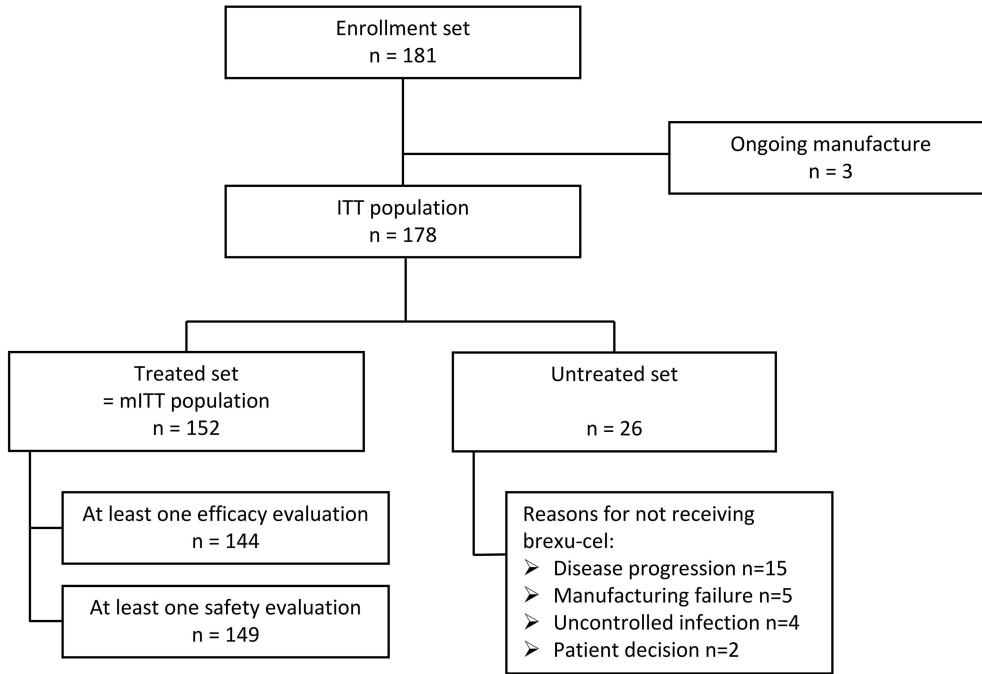 Enrollment set
n = 181
Ongoing manufacture
n = 3
ITT population
n = 178
Treated set
= mITT population
n = 152
Untreated set
n = 26
At least one efficacy evaluation
n = 144
At least one safety evaluation
n = 149
Reasons for not receiving
brexu-cel:
➢ Disease progression n=15
➢ Manufacturing failure n=5
➢ Uncontrolled infection n=4
➢ Patient decision n=2